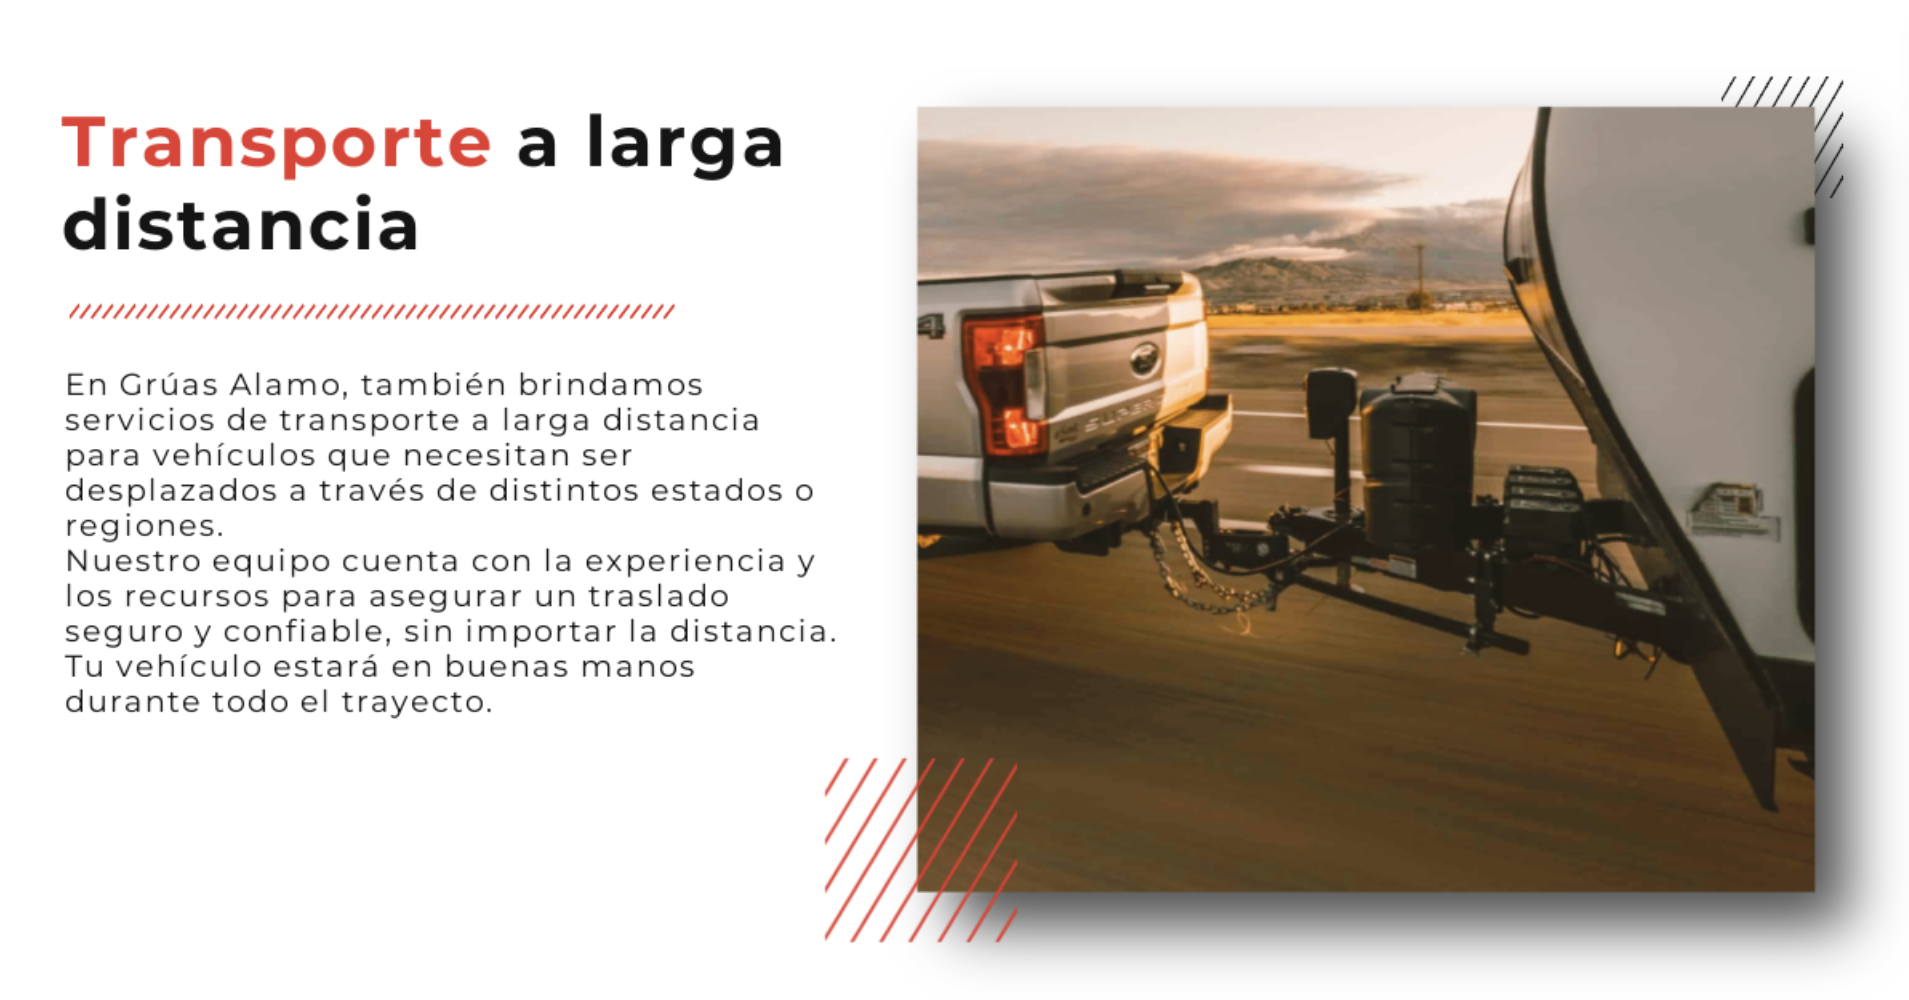 Transporte a larga
distancia
En Grúas Alamo, también brindamos
servicios de transporte a larga distancia
para vehículos que necesitan ser
desplazados a través de distintos estados o
regiones.
Nuestro equipo cuenta con la experiencia y
los recursos para asegurar un traslado
seguro y confiable, sin importar la distancia.
Tu vehículo estará en buenas manos
durante todo el trayecto.